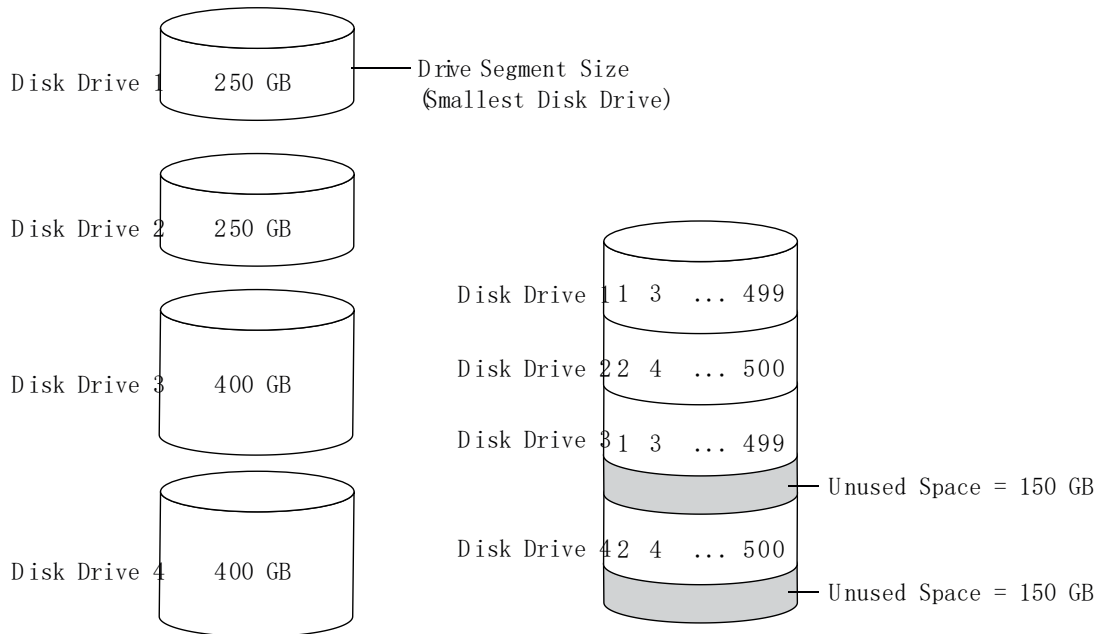 Disk Drive 1 250 GB
Drive Segment Size
(Smallest Disk Drive)
Disk Drive 2 250 GB
Disk Drive 3 400 GB
Disk Drive 4 400 GB
Disk Drive 1 1 3 ... 499
Disk Drive 2 2 4 ... 500
Disk Drive 3 1 3 ... 499
Unused Space = 150 GB
Disk Drive 4 2 4 ... 500
Unused Space = 150 GB